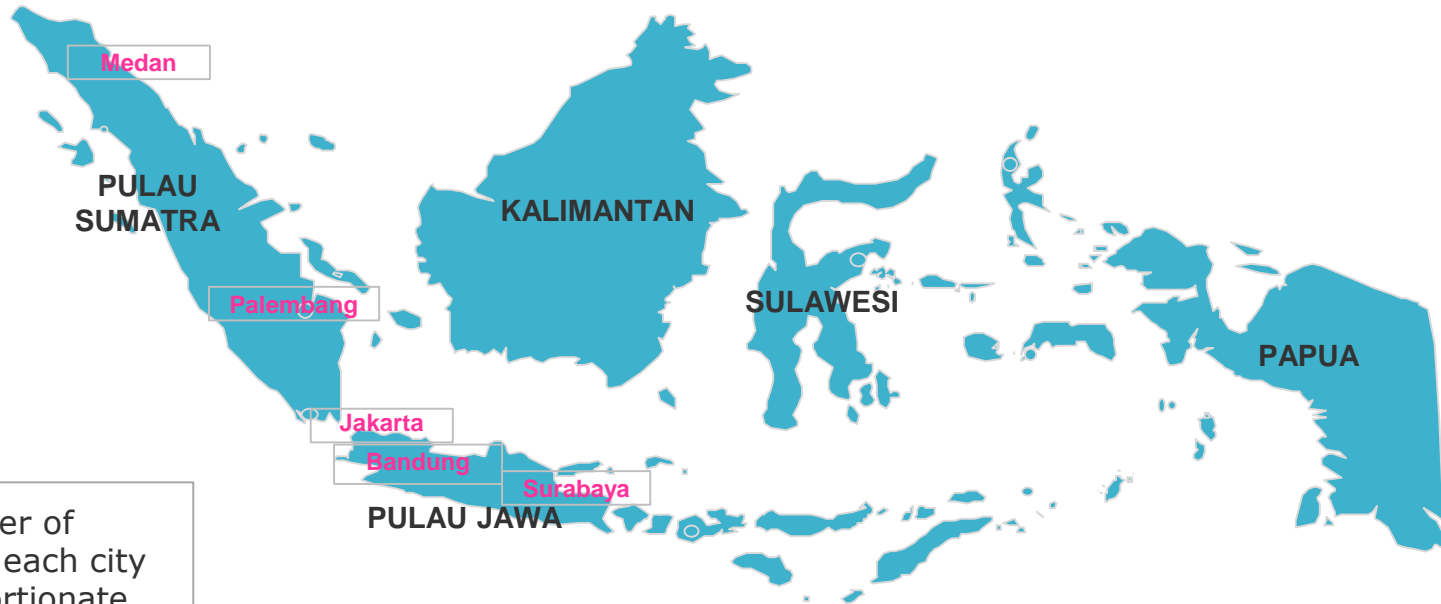 Medan
PULAU
SUMATRA
KALIMANTAN
Palembang
SULAWESI
PAPUA
Jakarta
Bandung
Surabaya
PULAU JAWA
er of
each city